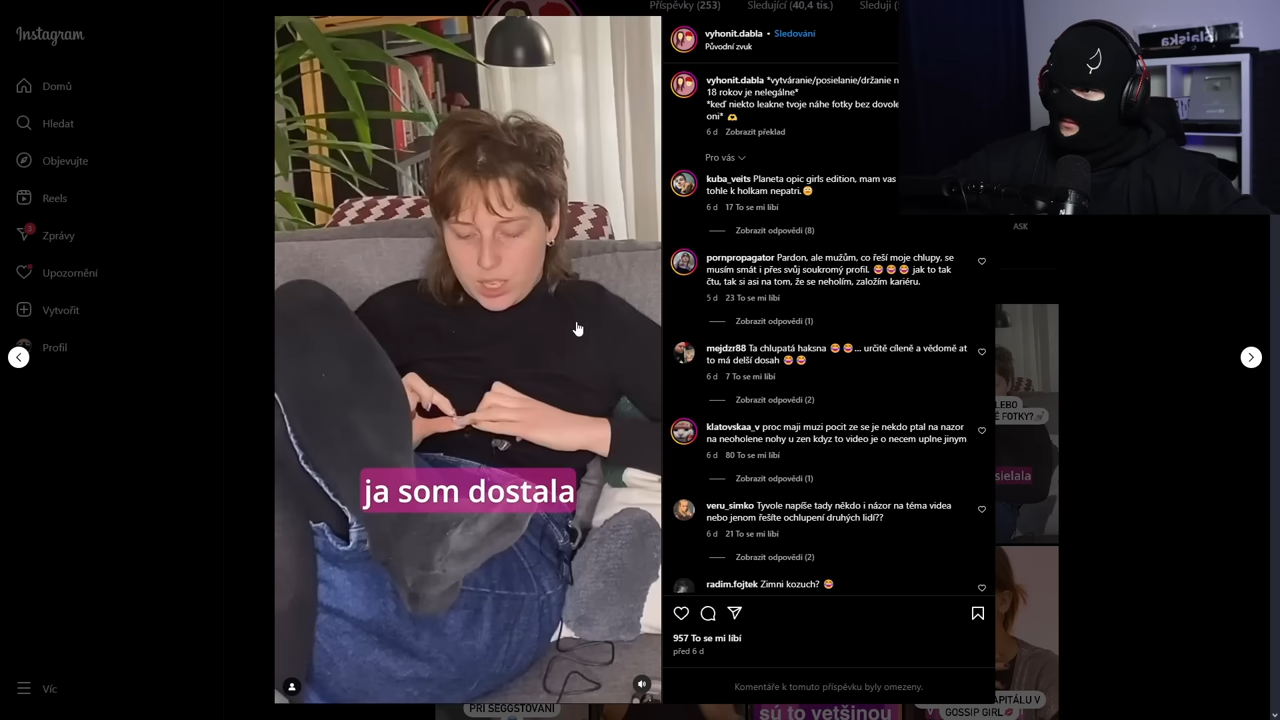 Příspěvky (253)
Sledující (40,4 tis.)
Sleduji (
Instagram
Domů
Hledat
Objevujte
Reels
3
Zprávy
Upozornění
Vytvořit
Profil
Víc
ja som dostala
vyhonit.dabla • Sledování
Původní zvuk
vyhonit.dabla *vytváranie/posielanie/držanie n
18 rokov je nelegálne*
*keď niekto leakne tvoje náhe fotky bez dovole
oni* 🫶
6 d Zobrazit překlad
Pro vás
kuba_veits Planeta opic girls edition, mam vas
tohle k holkam nepatri.😄
6 d 17 To se mi líbí
Zobrazit odpovědi (8)
pornpropagator Pardon, ale mužům, co řeší moje chlupy, se
musím smát i přes svůj soukromý profil. 😂😂😂 jak to tak
čtu, tak si asi na tom, že se neholím, založím kariéru.
5 d 23 To se mi líbí
Zobrazit odpovědi (1)
mejdzr88 Ta chlupatá haksna 😂😂... určitě cíleně a vědomě at
to má delší dosah 😂😂
6 d 7 To se mi líbí
Zobrazit odpovědi (2)
klatovskaa_v proc maji muzi pocit ze se je nekdo ptal na nazor
na neoholene nohy u zen kdyz to video je o necem uplne jinym
6 d 80 To se mi líbí
Zobrazit odpovědi (1)
veru_simko Tyvole napíše tady někdo i názor na téma videa
nebo jenom řešíte ochlupení druhých lidí??
6 d 21 To se mi líbí
Zobrazit odpovědi (2)
radim.fojtek Zimni kozuch? 😂
957 To se mi líbí
před 6 d
Komentáře k tomuto příspěvku byly omezeny.
ASK
LEBO
É FOTKY?
sielala
PRI SEGGSTOVANÍ
sú to vetšinou
APITÁLU V
GOSSIP GIRL